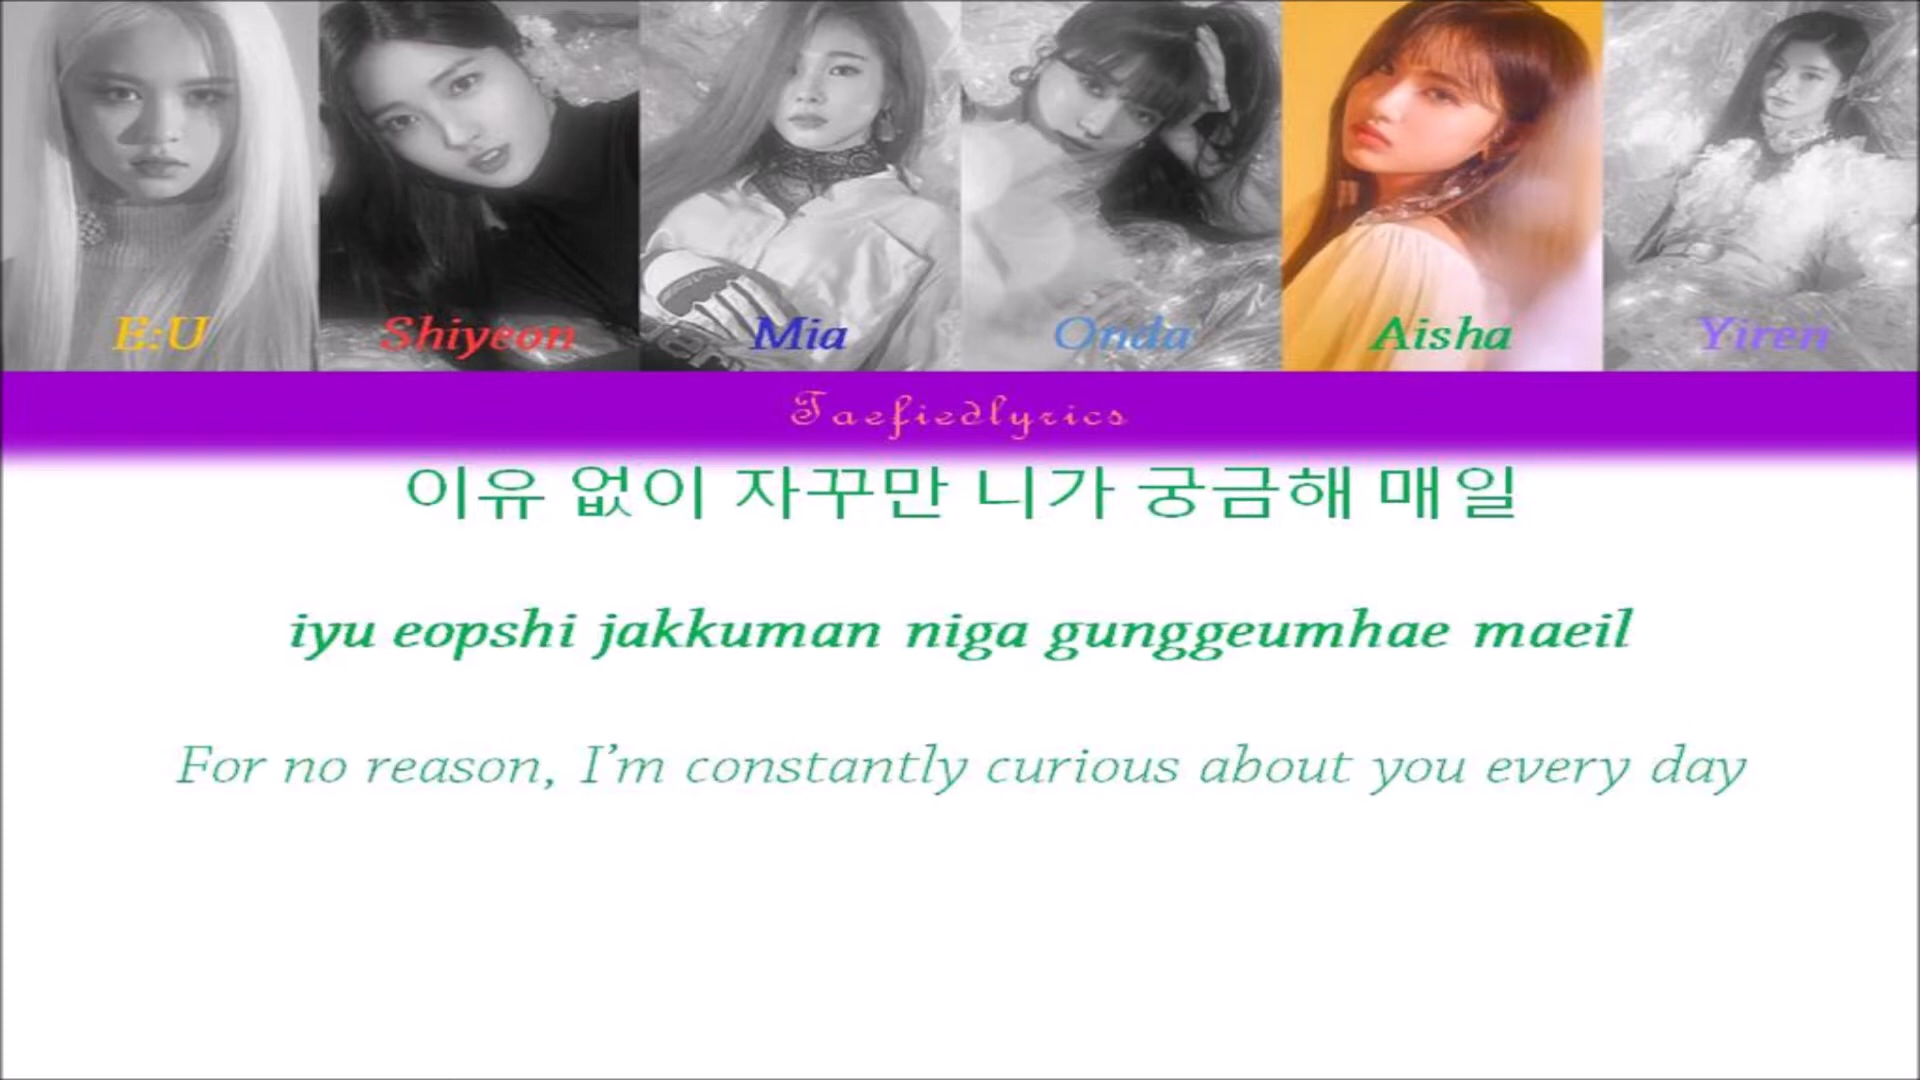 E:U Shiyeon Mia Onda Aisha Yiren
Taefiedlyrics
이유 없이 자꾸만 니가 궁금해 매일
iyu eopshi jakkuman niga gunggeumhae maeil
For no reason, I’m constantly curious about you every day